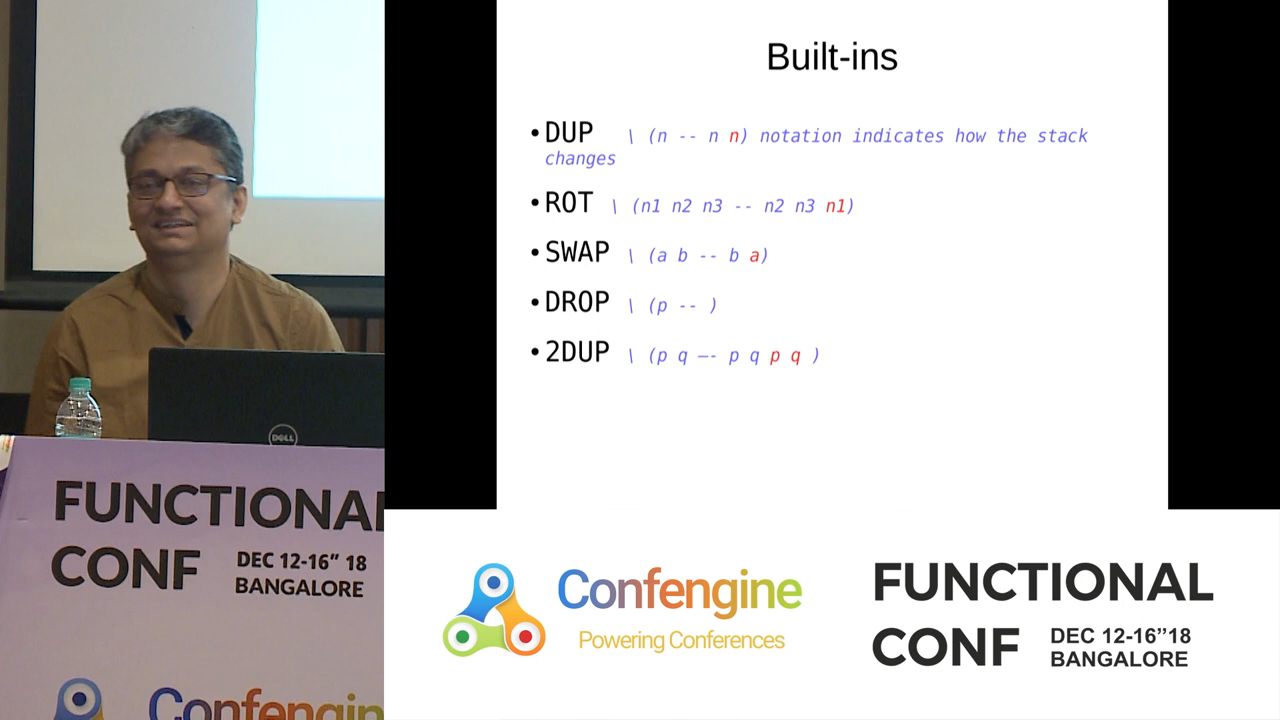 Built-ins
•DUP \ (n -- n n) notation indicates how the stack
changes
•ROT \ (n1 n2 n3 -- n2 n3 n1)
•SWAP \ (a b -- b a)
•DROP \ (p -- )
•2DUP \ (p q –- p q p q )
DELL
FUNCTIONAL
CONF DEC 12-16” 18
BANGALORE
Confengin
Confengine
Powering Conferences
FUNCTIONAL
CONF DEC 12-16”18
BANGALORE